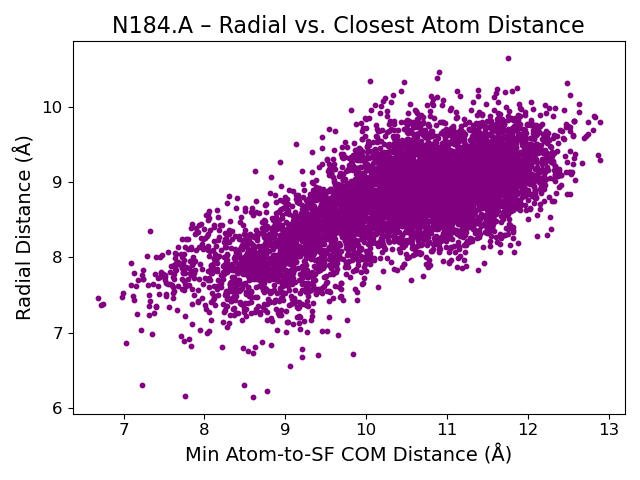 N184.A – Radial vs. Closest Atom Distance
Radial Distance (Å)
10
9
8
7
6
7 8 9 10 11 12 13
Min Atom-to-SF COM Distance (Å)